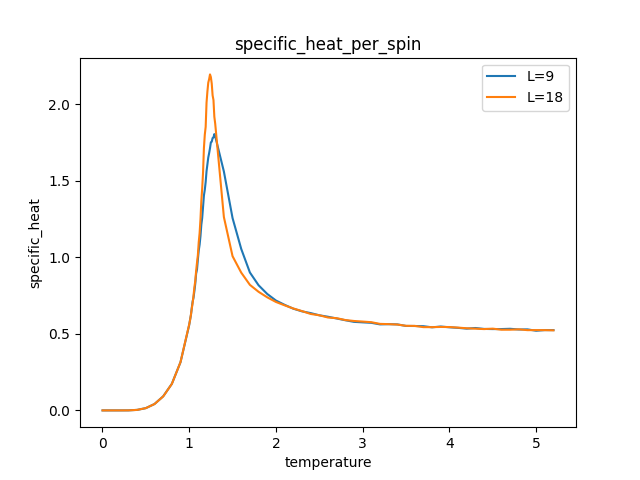 specific_heat_per_spin
L=9
L=18
2.0
1.5
1.0
0.5
0.0
specific_heat
0 1 2 3 4 5
temperature